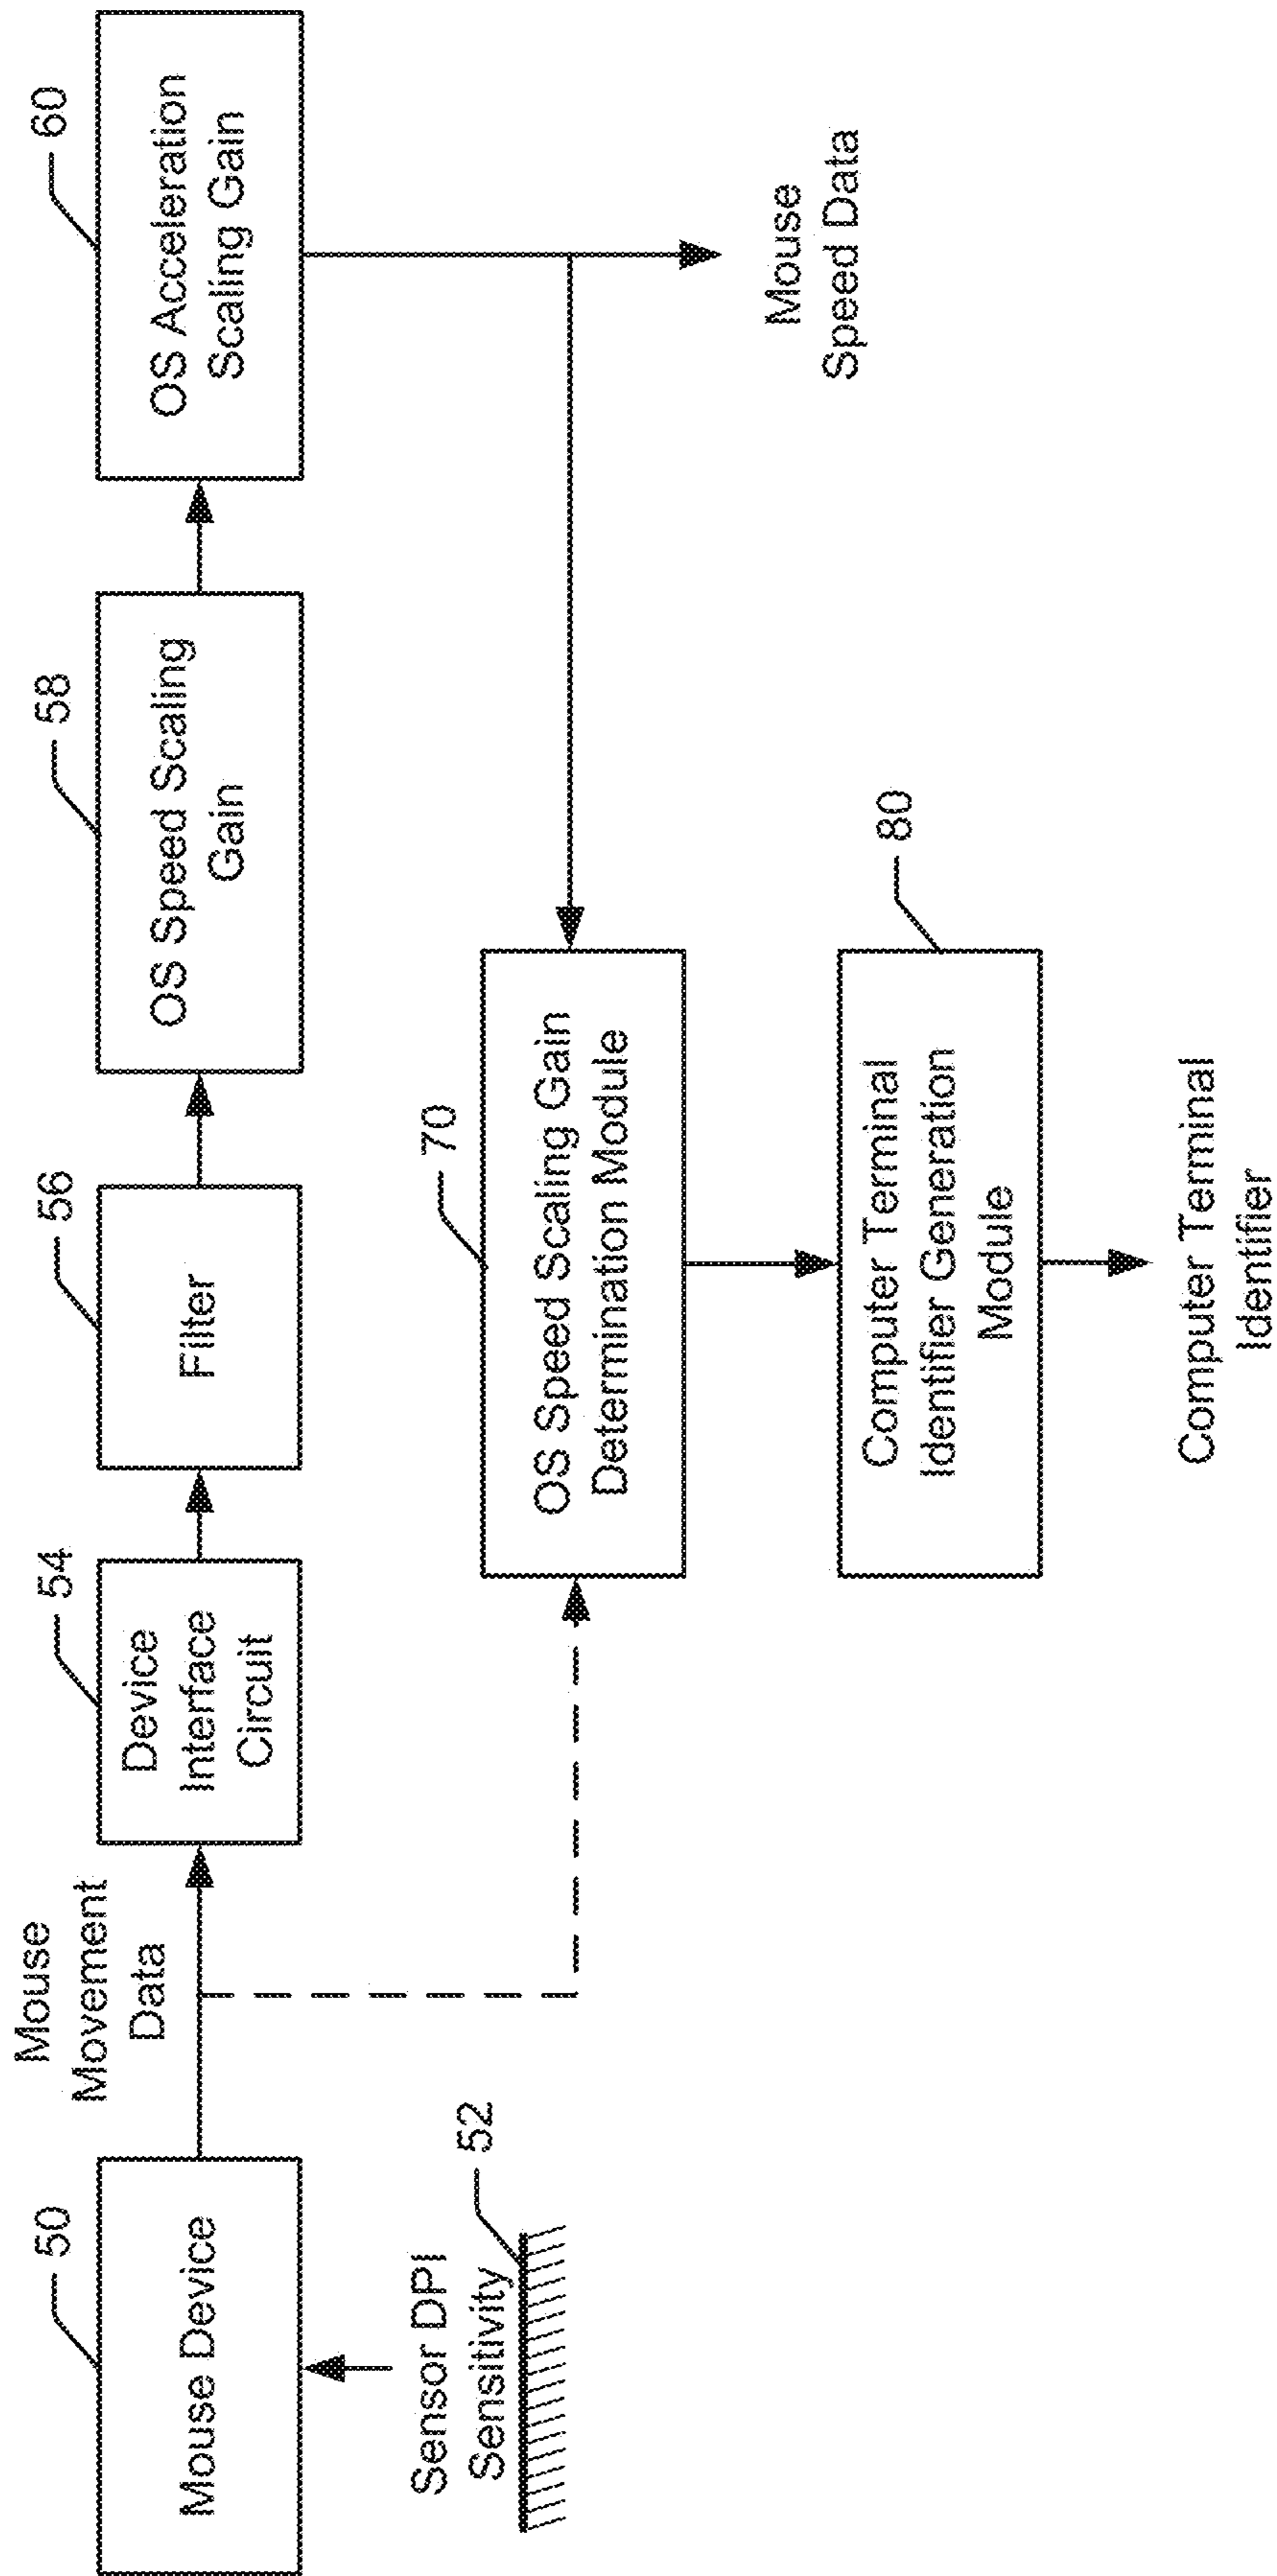 50
Mouse Device
Sensor DPI
Sensitivity
52
Mouse
Movement
Data
54
Device
Interface
Circuit
56
Filter
58
OS Speed Scaling
Gain
60
OS Acceleration
Scaling Gain
70
OS Speed Scaling Gain
Determination Module
Mouse
Speed Data
80
Computer Terminal
Identifier Generation
Module
Computer Terminal
Identifier